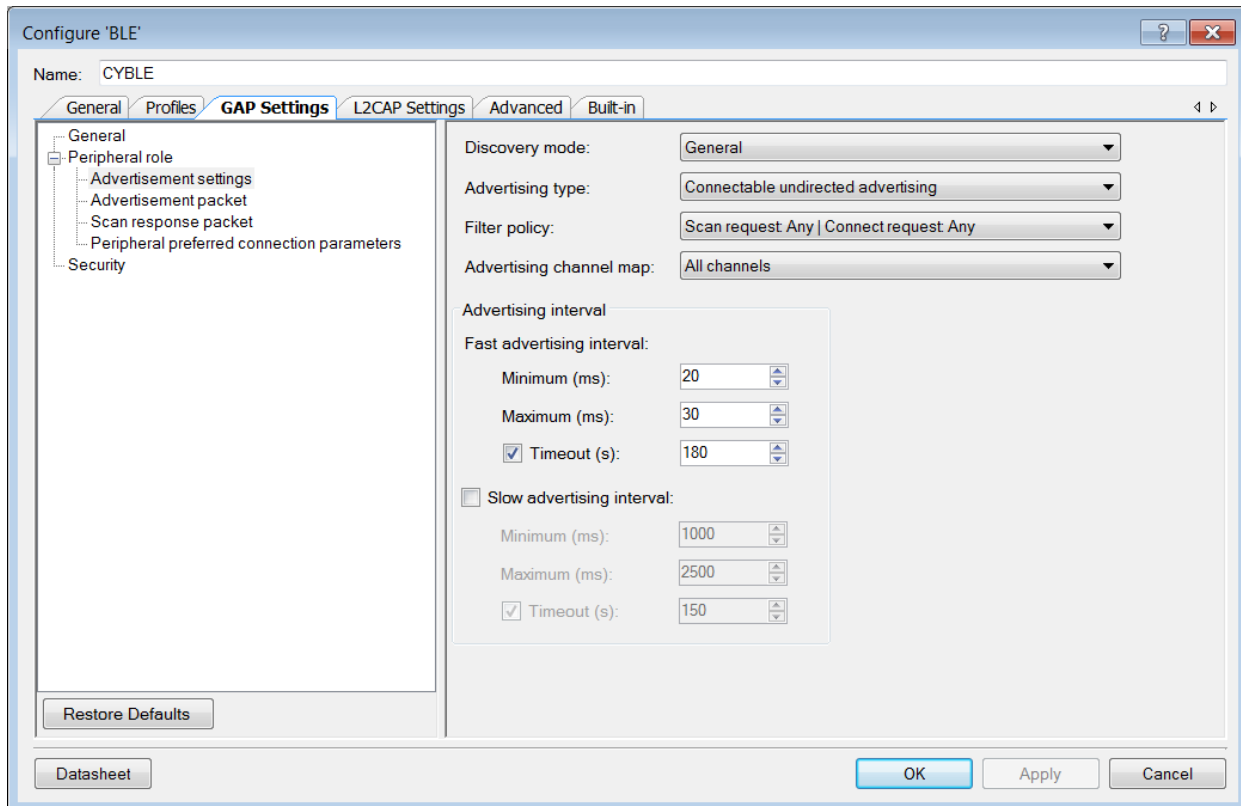 Configure 'BLE'
Name: CYBLE
General Profiles GAP Settings L2CAP Settings Advanced Built-in
General
Peripheral role
Advertisement settings
Advertisement packet
Scan response packet
Peripheral preferred connection parameters
Security
Restore Defaults
Discovery mode: General
Advertising type: Connectable undirected advertising
Filter policy: Scan request: Any | Connect request: Any
Advertising channel map: All channels
Advertising interval
Fast advertising interval:
Minimum (ms): 20
Maximum (ms): 30
Timeout (s): 180
Slow advertising interval:
Minimum (ms): 1000
Maximum (ms): 2500
Timeout (s): 150
Datasheet OK Apply Cancel